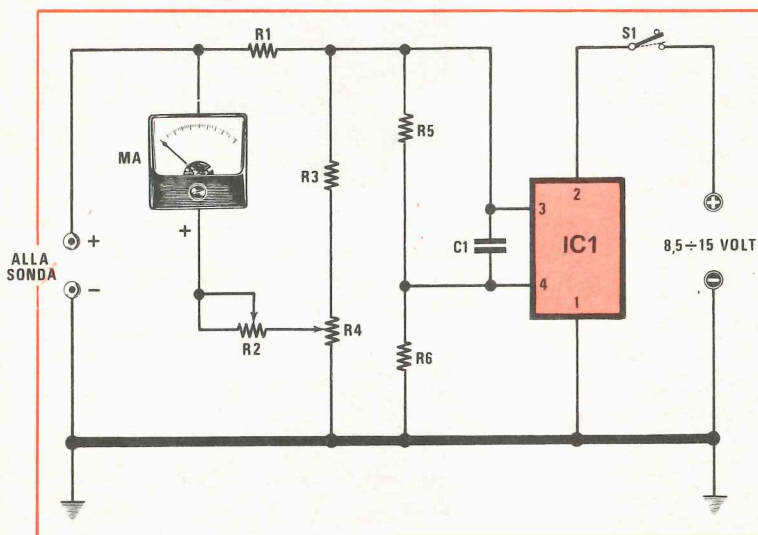 R1
S1
MA
R3
R5
+
ALLA
SONDA
+
−
R2
R4
C1
R6
3
2
4
1
IC1
+
8,5÷15 VOLT
−